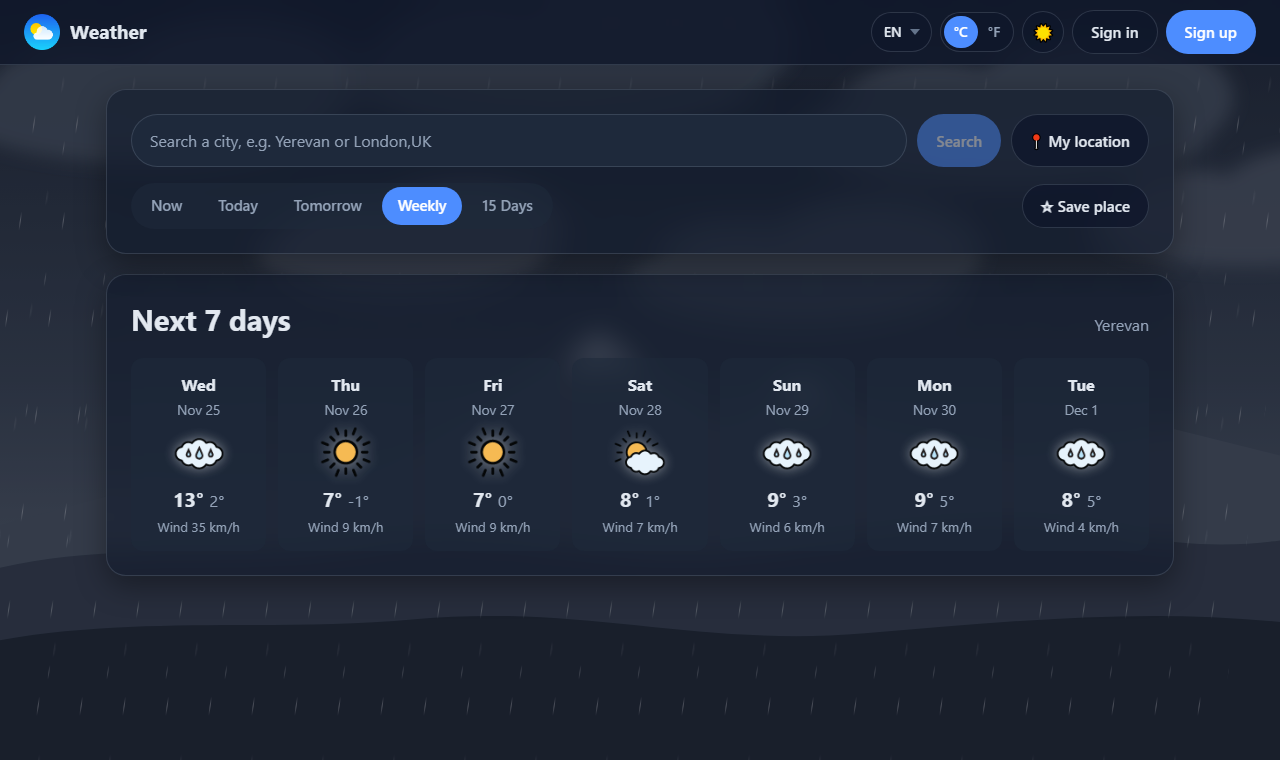 Weather
EN
°C °F
Sign in
Sign up
Search a city, e.g. Yerevan or London,UK
Search
My location
Now Today Tomorrow Weekly 15 Days
Save place
Next 7 days
Yerevan
Wed
Nov 25
13° 2°
Wind 35 km/h
Thu
Nov 26
7° -1°
Wind 9 km/h
Fri
Nov 27
7° 0°
Wind 9 km/h
Sat
Nov 28
8° 1°
Wind 7 km/h
Sun
Nov 29
9° 3°
Wind 6 km/h
Mon
Nov 30
9° 5°
Wind 7 km/h
Tue
Dec 1
8° 5°
Wind 4 km/h